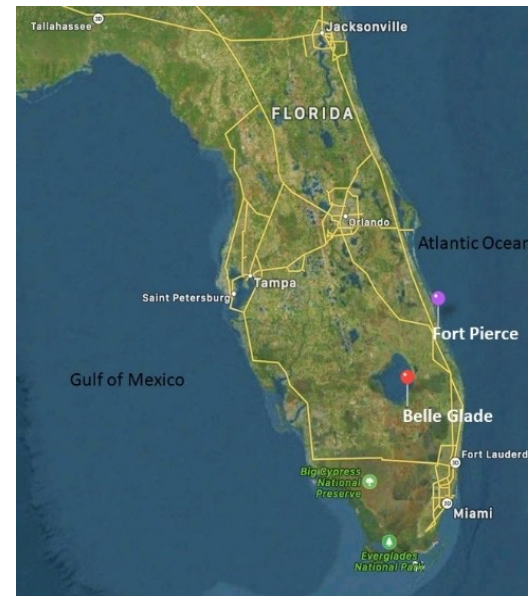 Tallahassee
Jacksonville
FLORIDA
Orlando
Atlantic Ocean
Tampa
Saint Petersburg
Fort Pierce
Gulf of Mexico
Belle Glade
Fort Lauderd
Big Cypress
National
Preserve
Miami
Everglades
National Park